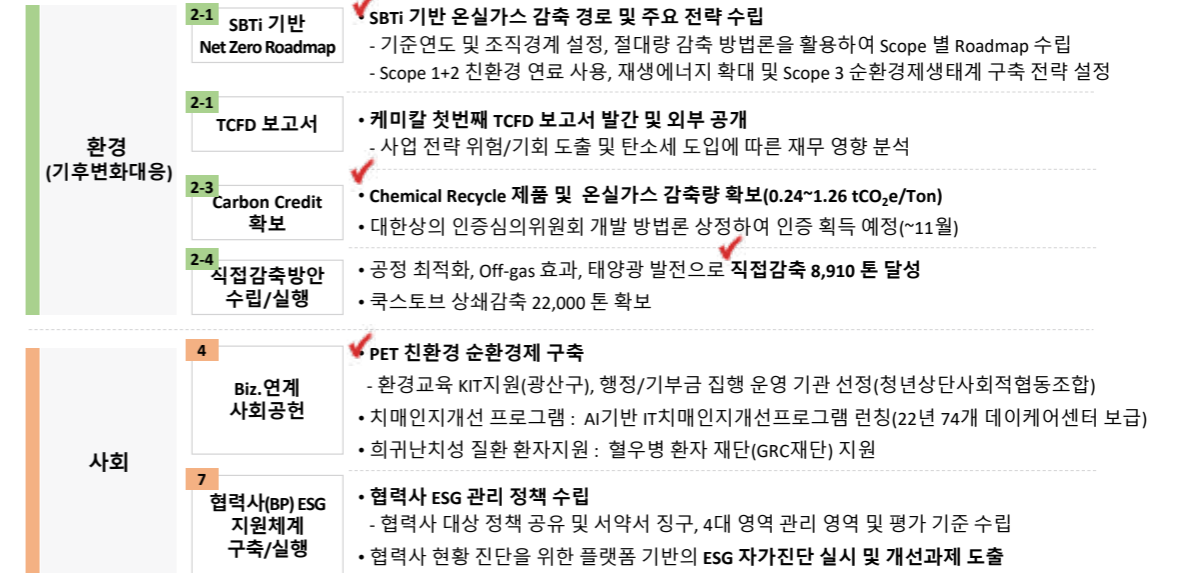 환경
(기후변화대응)
2-1
SBTi 기반
Net Zero Roadmap
• SBTi 기반 온실가스 감축 경로 및 주요 전략 수립
- 기준연도 및 조직경계 설정, 절대량 감축 방법론을 활용하여 Scope 별 Roadmap 수립
- Scope 1+2 친환경 연료 사용, 재생에너지 확대 및 Scope 3 순환경제생태계 구축 전략 설정
2-1
TCFD 보고서
• 케미칼 첫번째 TCFD 보고서 발간 및 외부 공개
- 사업 전략 위험/기회 도출 및 탄소세 도입에 따른 재무 영향 분석
2-3
Carbon Credit
확보
• Chemical Recycle 제품 및 온실가스 감축량 확보(0.24~1.26 tCO₂e/Ton)
• 대한상의 인증심의위원회 개발 방법론 상정하여 인증 획득 예정(~11월)
2-4
직접감축방안
수립/실행
• 공정 최적화, Off-gas 효과, 태양광 발전으로 직접감축 8,910 톤 달성
• 쿡스토브 상쇄감축 22,000 톤 확보
사회
4
Biz.연계
사회공헌
• PET 친환경 순환경제 구축
- 환경교육 KIT지원(광산구), 행정/기부금 집행 운영 기관 선정(청년상단사회적협동조합)
• 치매인지개선 프로그램 : AI기반 IT치매인지개선프로그램 런칭(22년 74개 데이케어센터 보급)
• 희귀난치성 질환 환자지원 : 혈우병 환자 재단(GRC재단) 지원
7
협력사(BP) ESG
지원체계
구축/실행
• 협력사 ESG 관리 정책 수립
- 협력사 대상 정책 공유 및 서약서 징구, 4대 영역 관리 영역 및 평가 기준 수립
• 협력사 현황 진단을 위한 플랫폼 기반의 ESG 자가진단 실시 및 개선과제 도출